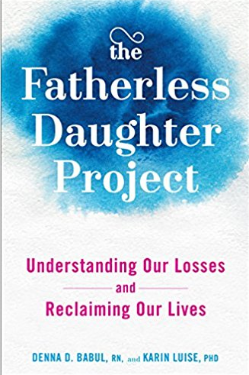 the
Fatherless
Daughter
Project
Understanding Our Losses
and
Reclaiming Our Lives
DENNA D. BABUL, RN, AND KARIN LUISE, PHD